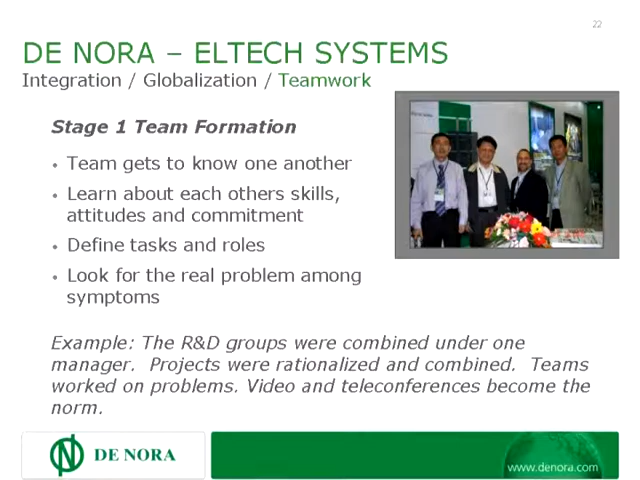 22
DE NORA – ELTECH SYSTEMS
Integration / Globalization / Teamwork
Stage 1 Team Formation
• Team gets to know one another
• Learn about each others skills,
attitudes and commitment
• Define tasks and roles
• Look for the real problem among
symptoms
Example: The R&D groups were combined under one
manager. Projects were rationalized and combined. Teams
worked on problems. Video and teleconferences become the
norm.
DE NORA
www.denora.com